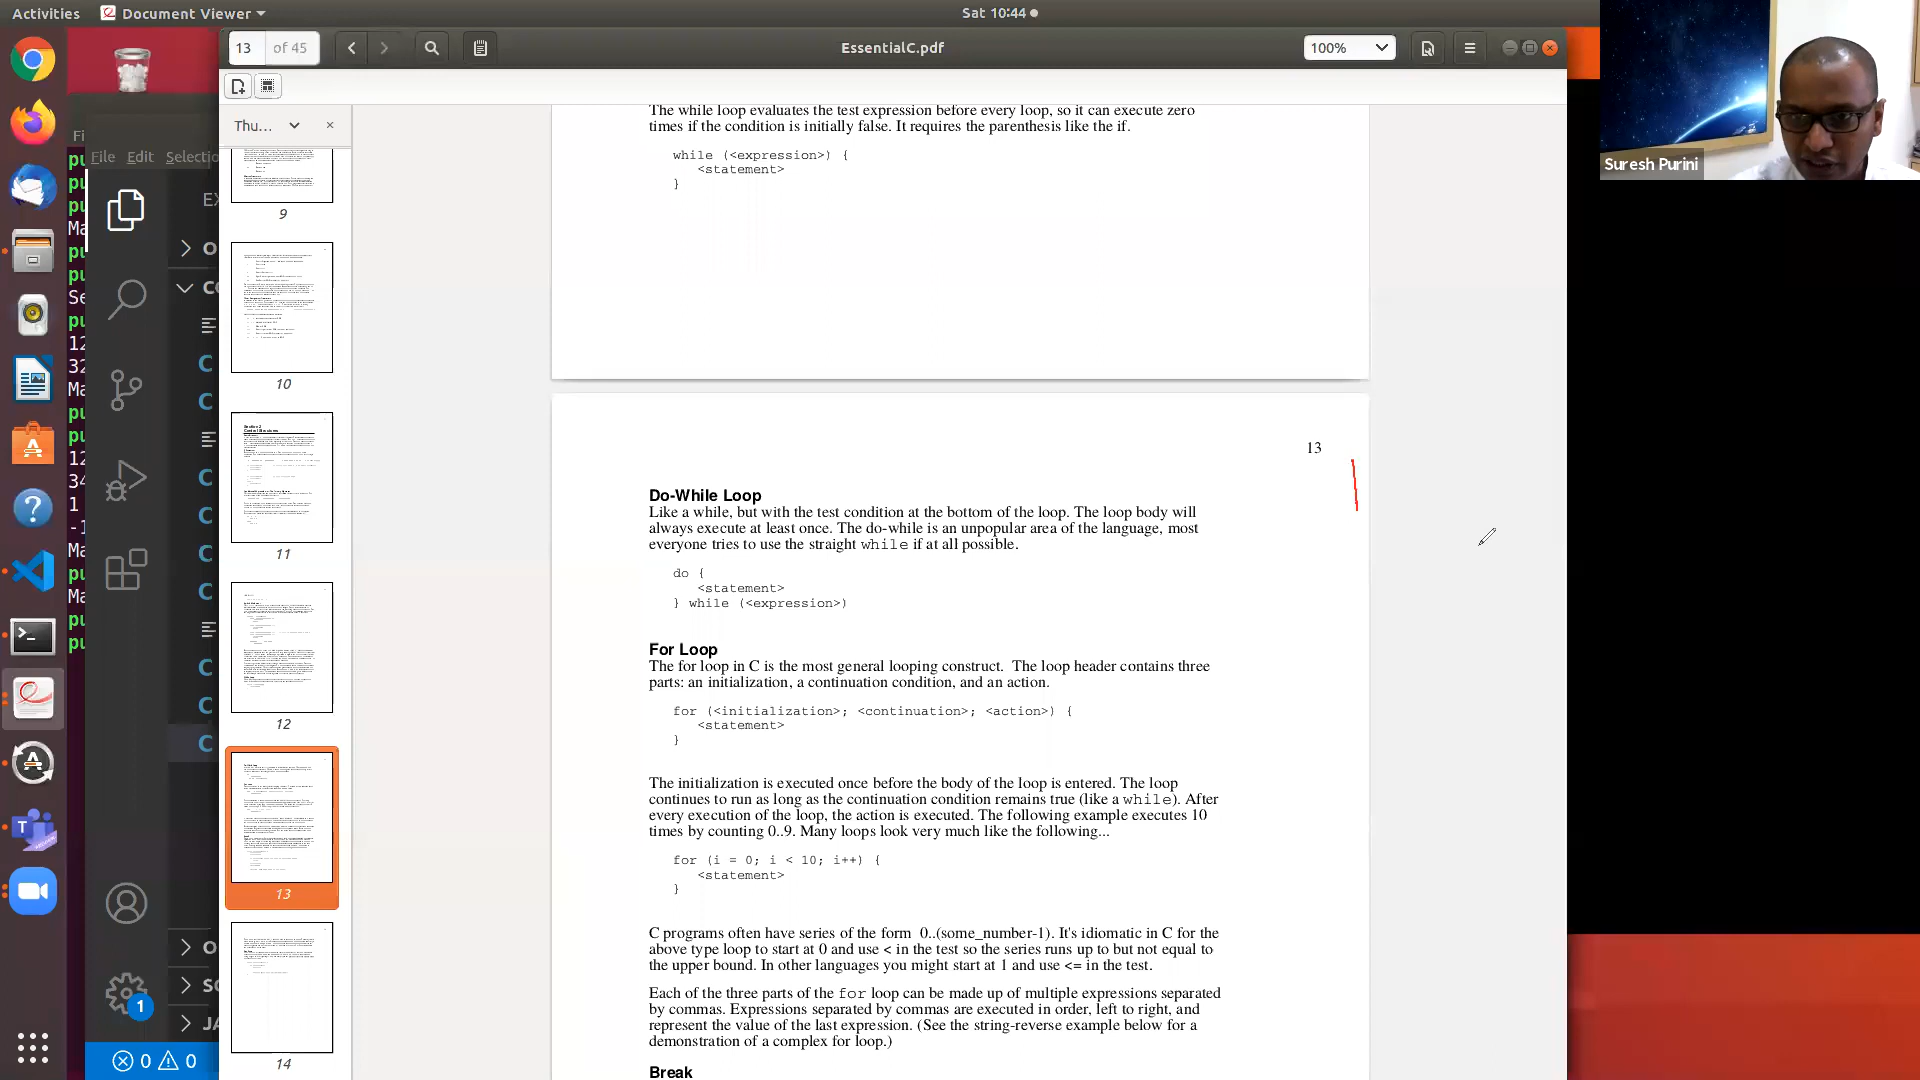 Activities
Document Viewer
Sat 10:44
13 of 45
EssentialC.pdf
100%
Thu...
File Edit Selectio
9
10
11
12
13
14
The while loop evaluates the test expression before every loop, so it can execute zero
times if the condition is initially false. It requires the parenthesis like the if.
while (<expression>) {
<statement>
}
13
Do-While Loop
Like a while, but with the test condition at the bottom of the loop. The loop body will
always execute at least once. The do-while is an unpopular area of the language, most
everyone tries to use the straight while if at all possible.
do {
<statement>
} while (<expression>)
For Loop
The for loop in C is the most general looping construct. The loop header contains three
parts: an initialization, a continuation condition, and an action.
for (<initialization>; <continuation>; <action>) {
<statement>
}
The initialization is executed once before the body of the loop is entered. The loop
continues to run as long as the continuation condition remains true (like a while). After
every execution of the loop, the action is executed. The following example executes 10
times by counting 0..9. Many loops look very much like the following...
for (i = 0; i < 10; i++) {
<statement>
}
C programs often have series of the form 0..(some_number-1). It's idiomatic in C for the
above type loop to start at 0 and use < in the test so the series runs up to but not equal to
the upper bound. In other languages you might start at 1 and use <= in the test.
Each of the three parts of the for loop can be made up of multiple expressions separated
by commas. Expressions separated by commas are executed in order, left to right, and
represent the value of the last expression. (See the string-reverse example below for a
demonstration of a complex for loop.)
Break
Suresh Purini
0 0
1